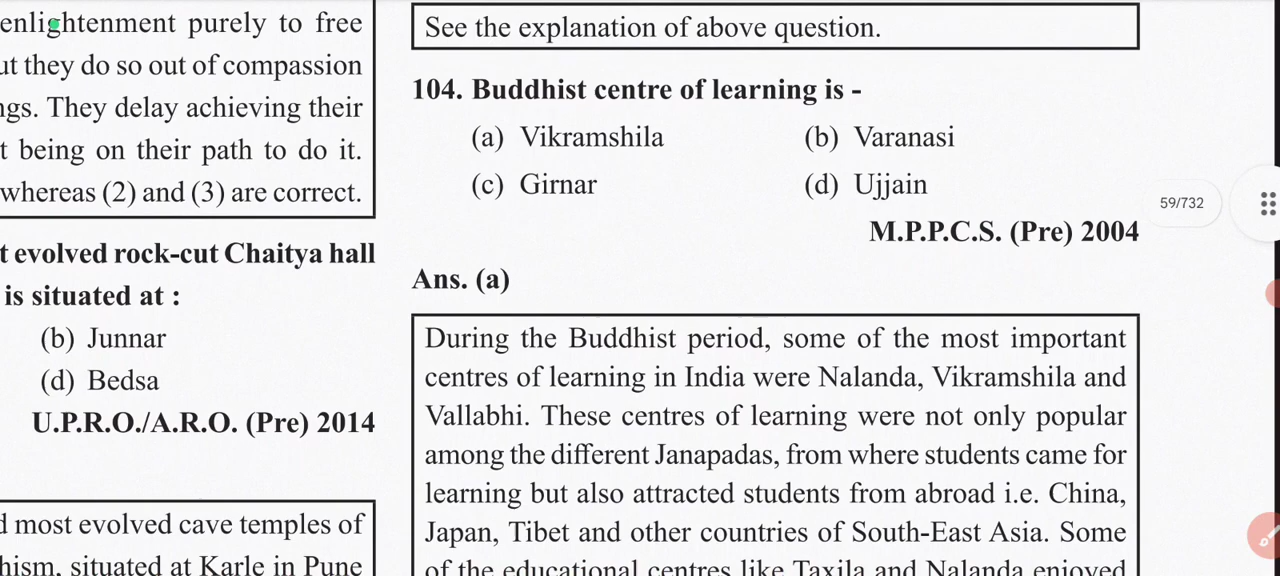 enlightenment purely to free
ut they do so out of compassion
ngs. They delay achieving their
t being on their path to do it.
whereas (2) and (3) are correct.
t evolved rock-cut Chaitya hall
is situated at :
(b) Junnar
(d) Bedsa
U.P.R.O./A.R.O. (Pre) 2014
d most evolved cave temples of
hism, situated at Karle in Pune
See the explanation of above question.
104. Buddhist centre of learning is -
(a) Vikramshila (b) Varanasi
(c) Girnar (d) Ujjain
M.P.P.C.S. (Pre) 2004
Ans. (a)
During the Buddhist period, some of the most important
centres of learning in India were Nalanda, Vikramshila and
Vallabhi. These centres of learning were not only popular
among the different Janapadas, from where students came for
learning but also attracted students from abroad i.e. China,
Japan, Tibet and other countries of South-East Asia. Some
of the educational centres like Taxila and Nalanda enjoyed
59/732